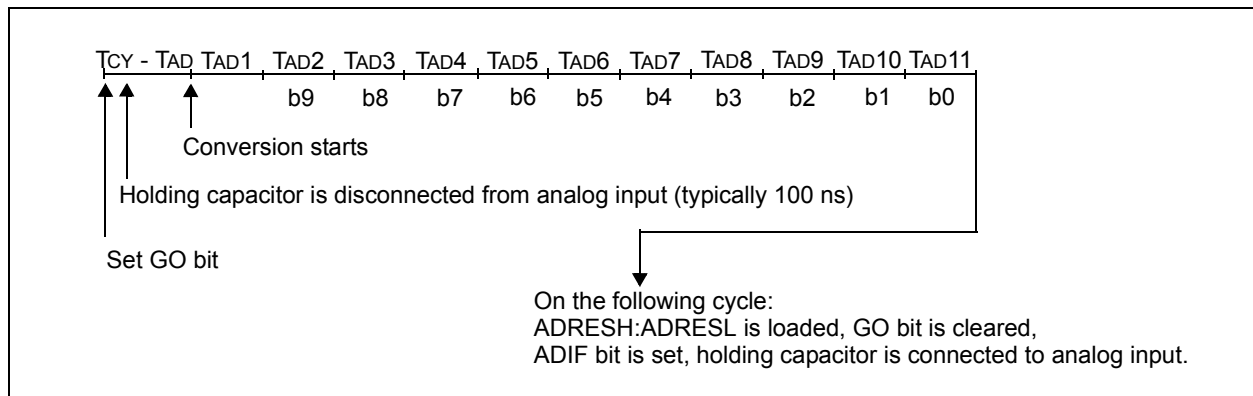 TCY - TAD TAD1 TAD2 TAD3 TAD4 TAD5 TAD6 TAD7 TAD8 TAD9 TAD10 TAD11
b9 b8 b7 b6 b5 b4 b3 b2 b1 b0
Conversion starts
Holding capacitor is disconnected from analog input (typically 100 ns)
Set GO bit
On the following cycle:
ADRESH:ADRESL is loaded, GO bit is cleared,
ADIF bit is set, holding capacitor is connected to analog input.